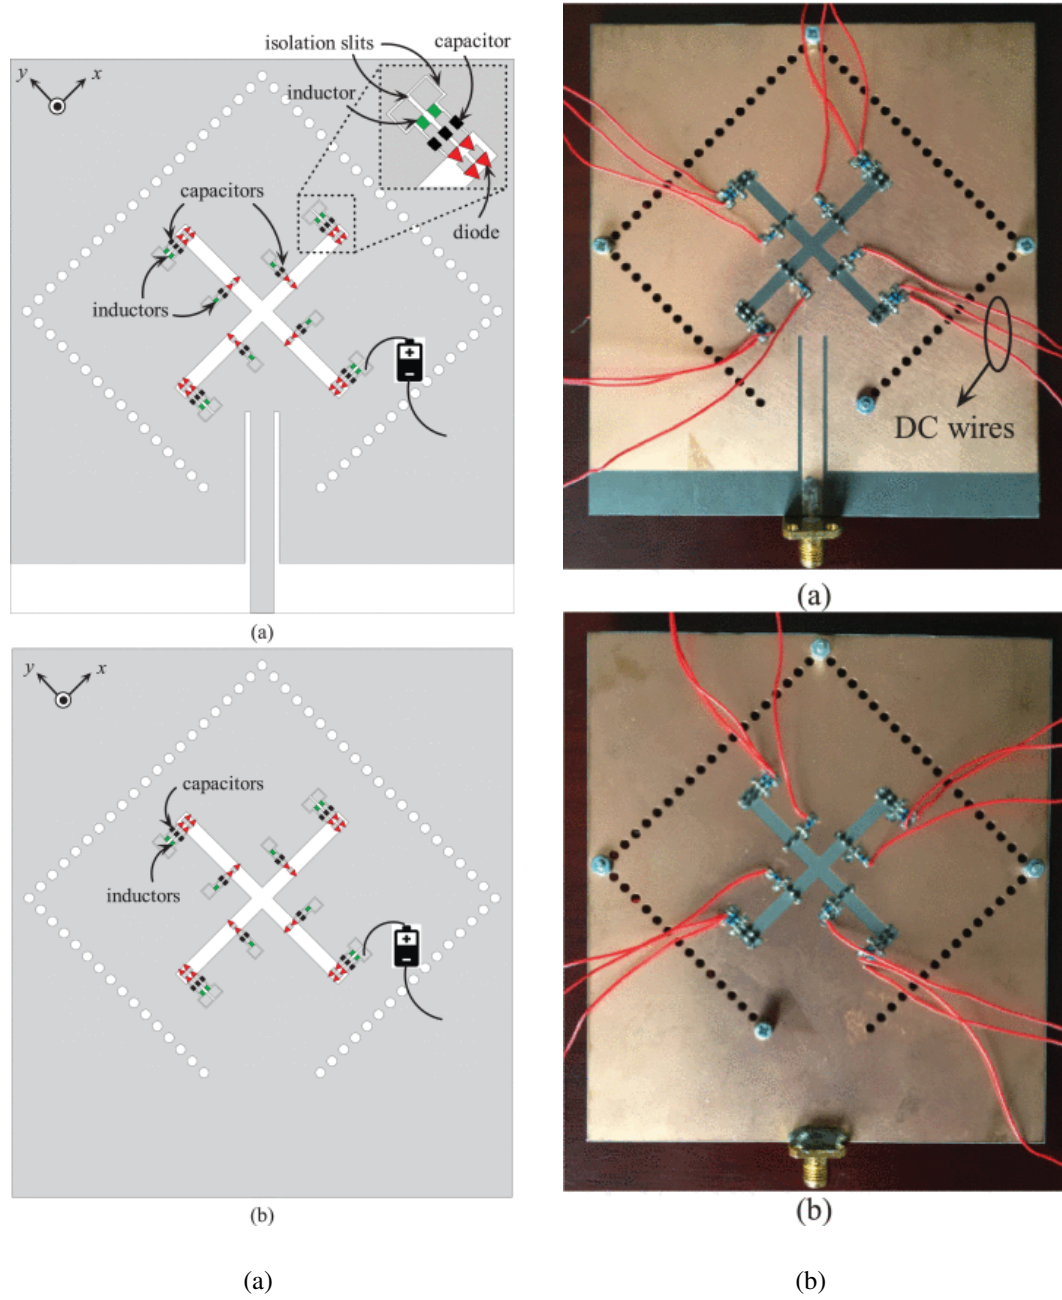 isolation slits
capacitor
y
x
inductor
capacitors
diode
inductors
+
−
(a)
y
x
capacitors
inductors
+
−
(b)
DC wires
(a)
(b)
(a)
(b)